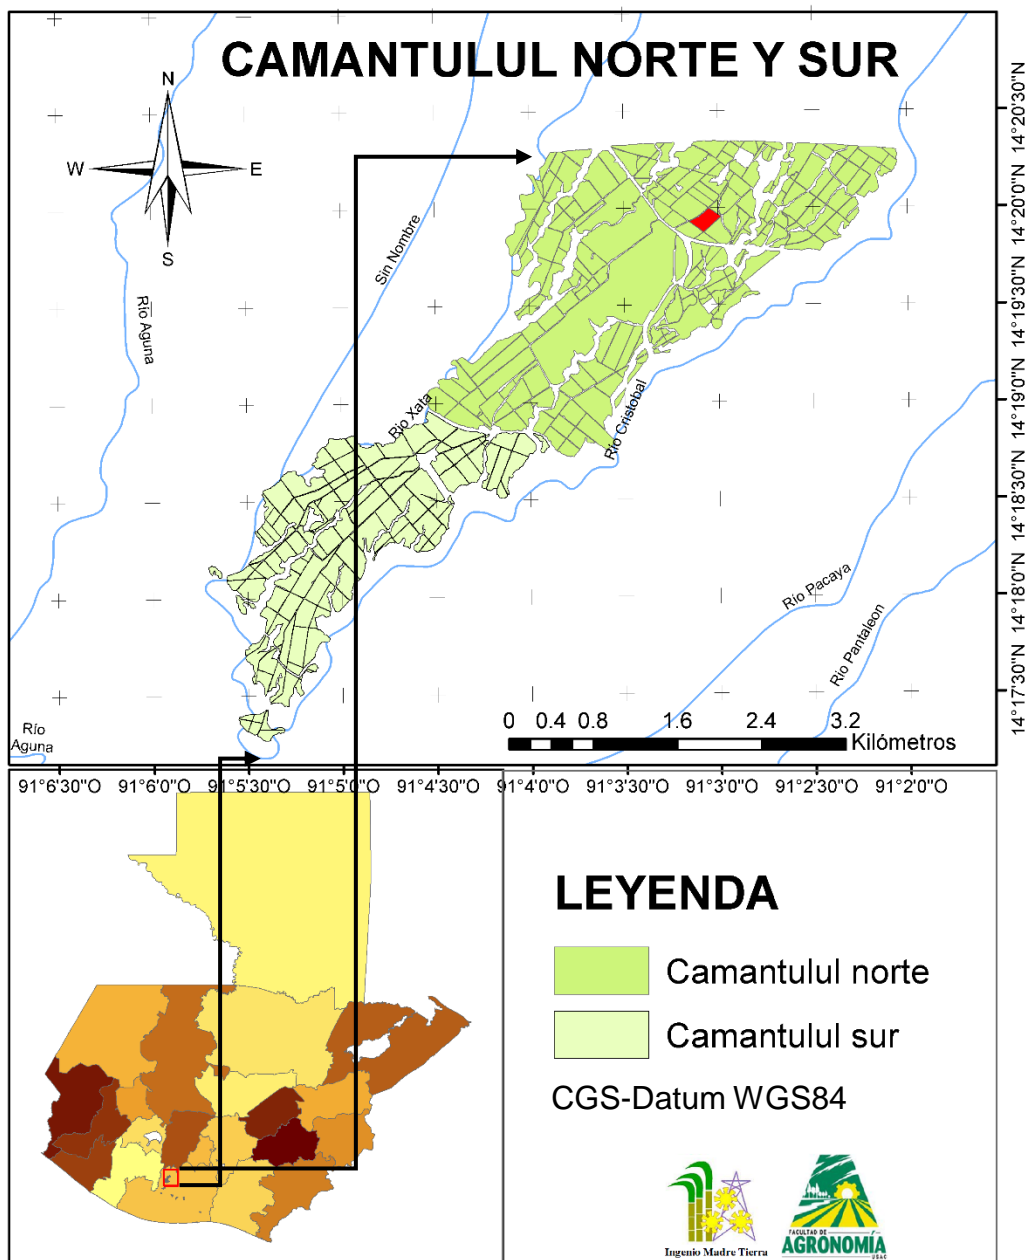 CAMANTULUL NORTE Y SUR
N
W E
S
Sin Nombre
Río Aguna
Río Xata
Río Cristobal
Río Pacaya
Río Pantaleon
Río
Aguna
14°20'30"N
14°20'0"N
14°19'30"N
14°19'0"N
14°18'30"N
14°18'0"N
14°17'30"N
0 0.4 0.8 1.6 2.4 3.2
Kilómetros
91°6'30"O 91°6'0"O 91°5'30"O 91°5'0"O 91°4'30"O 91°4'0"O 91°3'30"O 91°3'0"O 91°2'30"O 91°2'0"O
LEYENDA
Camantulul norte
Camantulul sur
CGS-Datum WGS84
Ingenio Madre Tierra
FACULTAD DE
AGRONOMÍA
USAC